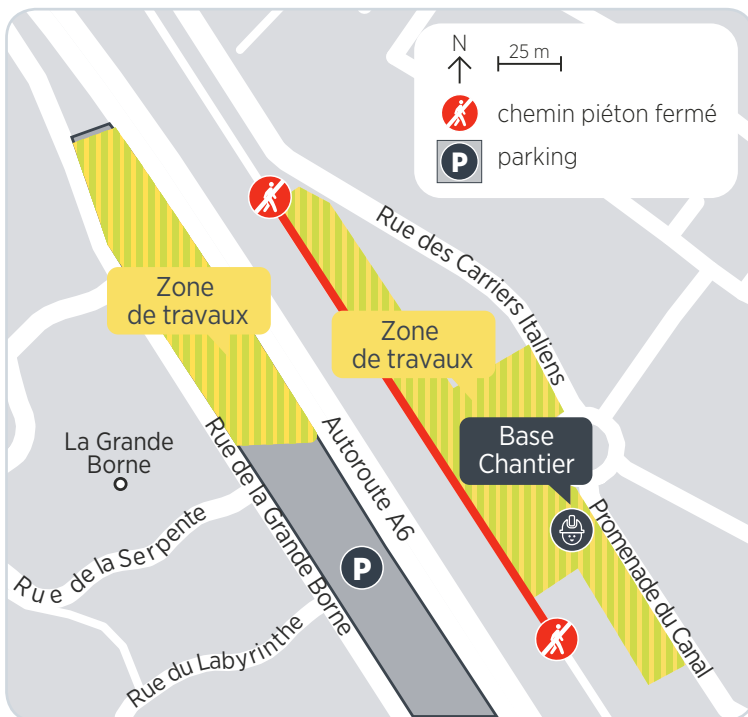 N
25 m
chemin piéton fermé
P
parking
Rue des Carriers Italiens
Zone
de travaux
Zone
de travaux
La Grande
Borne
Base
Chantier
Autoroute A6
Rue de la Grande Borne
Rue de la Serpente
P
Promenade du Canal
Rue du Labyrinthe